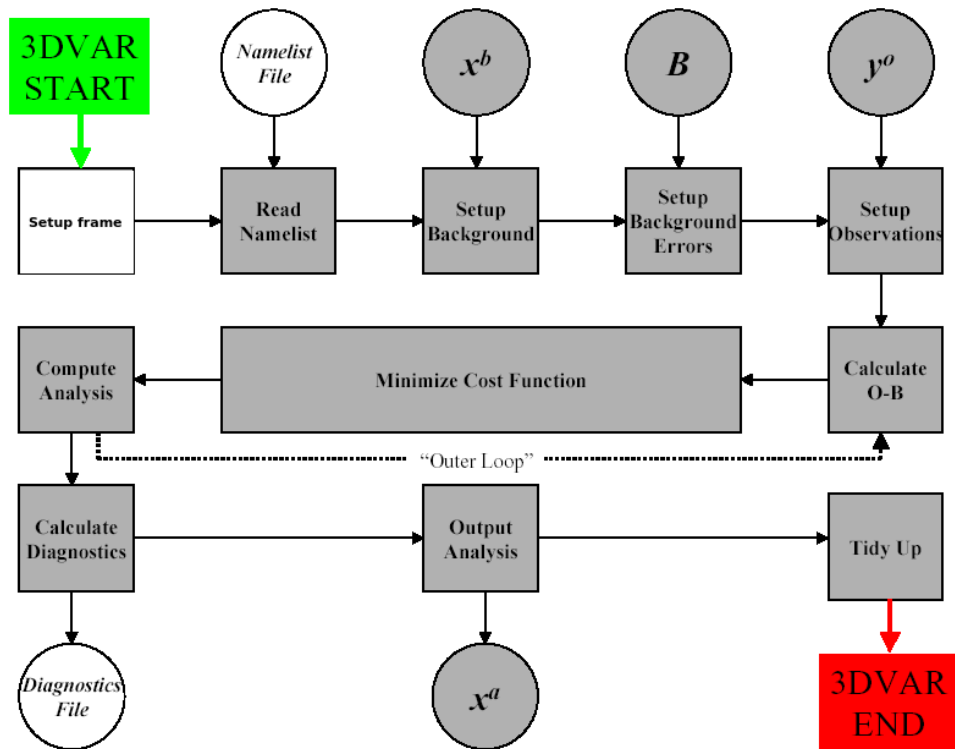 3DVAR
START
Namelist
File
x^b
B
y^o
Setup frame
Read
Namelist
Setup
Background
Setup
Background
Errors
Setup
Observations
Compute
Analysis
Minimize Cost Function
Calculate
O-B
“Outer Loop”
Calculate
Diagnostics
Output
Analysis
Tidy Up
Diagnostics
File
x^a
3DVAR
END